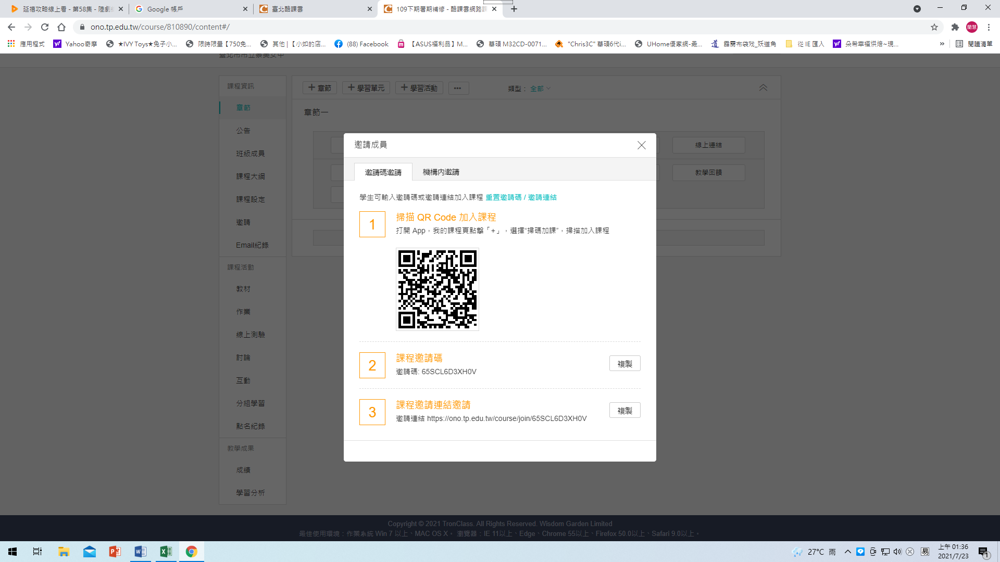 延禧攻略線上看 - 第58集 - 陸劇
Google 帳戶
臺北酷課雲
109下期暑期補修 - 酷課雲網路課
ono.tp.edu.tw/course/810890/content#/
蘭慧
應用程式
Yahoo奇摩
★IVY Toys★兔子小...
限時限量【750免...
其他 | 【小如的店...
(88) Facebook
【ASUS福利品】M...
華碩 M32CD-0071...
"Chris3C" 華碩6代i...
UHome優家網-最...
霹靂布袋戏_妖道角
從 IE 匯入
朵希幸福烘焙~現...
»
閱讀清單
臺北市市立景美女中
課程資訊
章節
公告
班級成員
課程大綱
課程設定
邀請
Email紀錄
課程活動
教材
作業
線上測驗
討論
互動
分組學習
點名紀錄
教學成果
成績
學習分析
+ 章節
+ 學習單元
+ 學習活動
•••
類型： 全部
章節一
線上連結
教學回饋
邀請成員
邀請碼邀請
機構內邀請
學生可輸入邀請碼或邀請連結加入課程 重置邀請碼 / 邀請連結
1
掃描 QR Code 加入課程
打開 App，我的課程頁點擊「+」，選擇“掃碼加課”，掃描加入課程
2
課程邀請碼
邀請碼: 65SCL6D3XH0V
複製
3
課程邀請連結邀請
邀請連結 https://ono.tp.edu.tw/course/join/65SCL6D3XH0V
複製
Copyright © 2021 TronClass. All Rights Reserved. Wisdom Garden Limited
最佳使用環境：作業系統 Win 7 以上、MAC OS X。 瀏覽器：IE 11以上、Edge、Chrome 55以上、Firefox 50.0以上、Safari 9.0以上。
27°C 雨
易
上午 01:36
2021/7/23
1